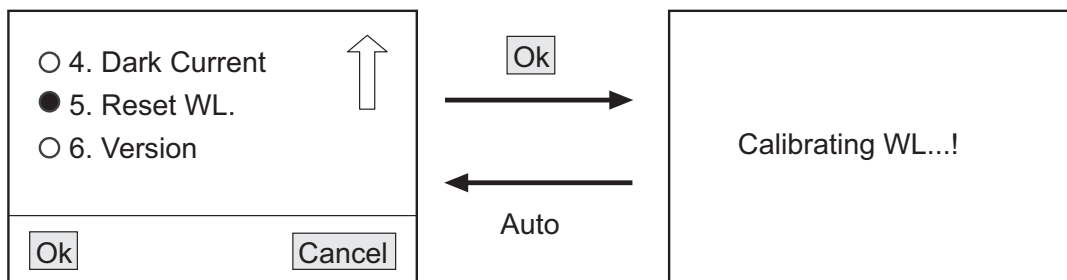 4. Dark Current
5. Reset WL.
6. Version
Ok Cancel
Ok
Auto
Calibrating WL...!